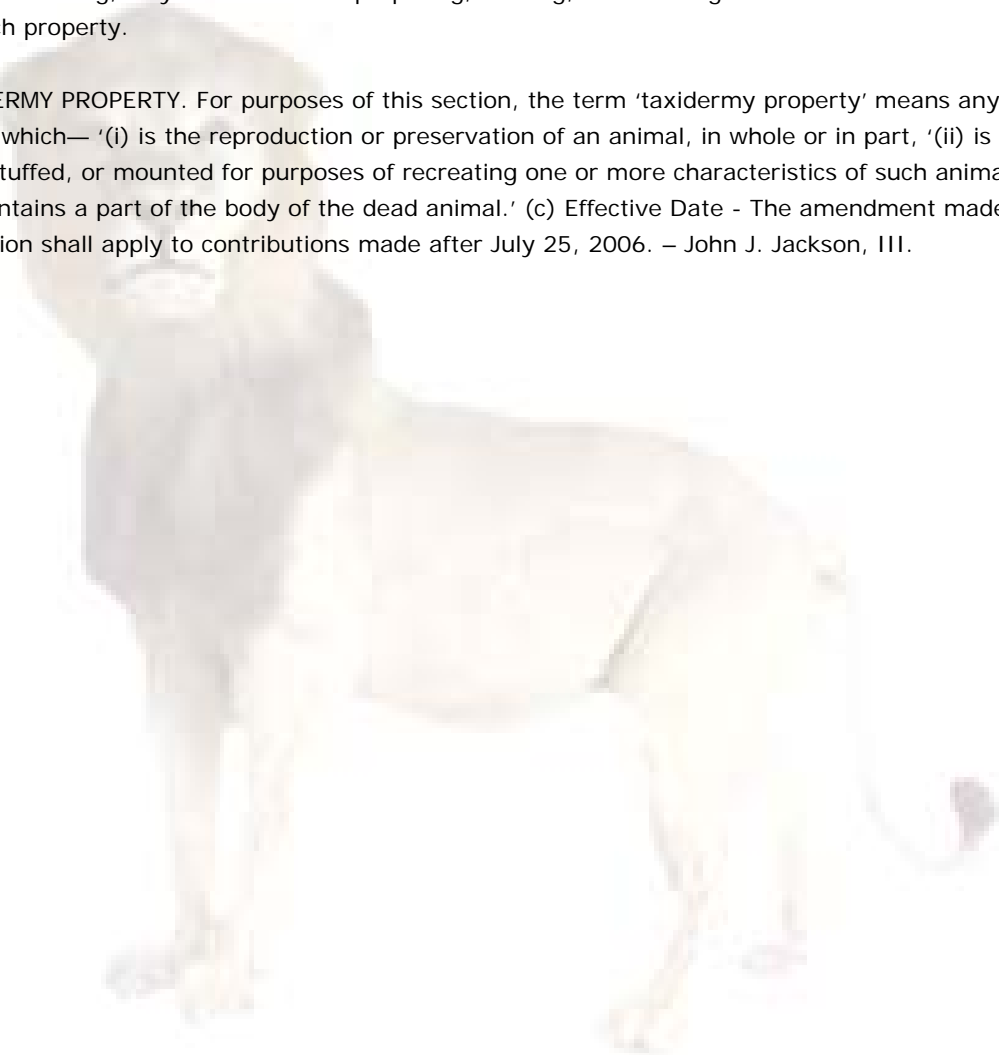 ch property.
ERMY PROPERTY. For purposes of this section, the term ‘taxidermy property’ means any
which— ‘(i) is the reproduction or preservation of an animal, in whole or in part, ‘(ii) is
tuffed, or mounted for purposes of recreating one or more characteristics of such anima
ntains a part of the body of the dead animal.’ (c) Effective Date - The amendment made
ion shall apply to contributions made after July 25, 2006. – John J. Jackson, III.